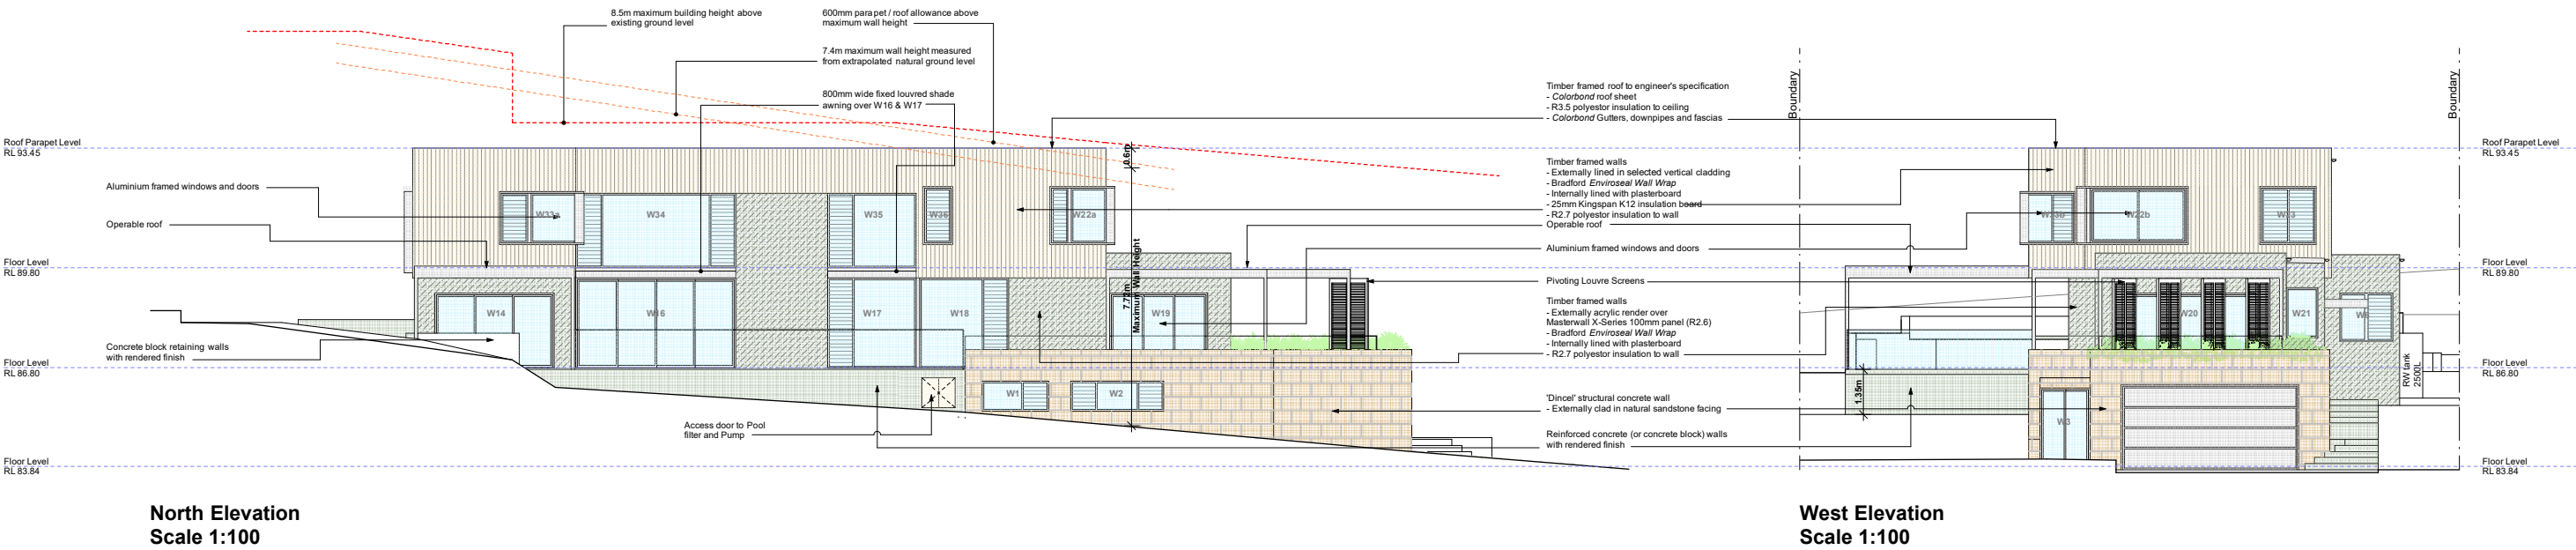 8.5m maximum building height above
existing ground level
600mm parapet / roof allowance above
maximum wall height
7.4m maximum wall height measured
from extrapolated natural ground level
800mm wide fixed louvred shade
awning over W16 & W17
Roof Parapet Level
RL 93.45
Aluminium framed windows and doors
Operable roof
Floor Level
RL 89.80
Concrete block retaining walls
with rendered finish
Floor Level
RL 86.80
Floor Level
RL 83.84
W33a
W34
W35
W36
W22a
W14
W16
W17
W18
W19
W1
W2
0.6m
7.72m
Maximum Wall Height
Access door to Pool
filter and Pump
Timber framed roof to engineer's specification
- Colorbond roof sheet
- R3.5 polyestor insulation to ceiling
- Colorbond Gutters, downpipes and fascias
Timber framed walls
- Externally lined in selected vertical cladding
- Bradford Enviroseal Wall Wrap
- Internally lined with plasterboard
- 25mm Kingspan K12 insulation board
- R2.7 polyestor insulation to wall
Operable roof
Aluminium framed windows and doors
Pivoting Louvre Screens
Timber framed walls
- Externally acrylic render over
Masterwall X-Series 100mm panel (R2.6)
- Bradford Enviroseal Wall Wrap
- Internally lined with plasterboard
- R2.7 polyestor insulation to wall
'Dincel' structural concrete wall
- Externally clad in natural sandstone facing
Reinforced concrete (or concrete block) walls
with rendered finish
Boundary
Boundary
W22b
W20
W21
W3
1.35m
RW tank
2500L
Roof Parapet Level
RL 93.45
Floor Level
RL 89.80
Floor Level
RL 86.80
Floor Level
RL 83.84
North Elevation
Scale 1:100
West Elevation
Scale 1:100